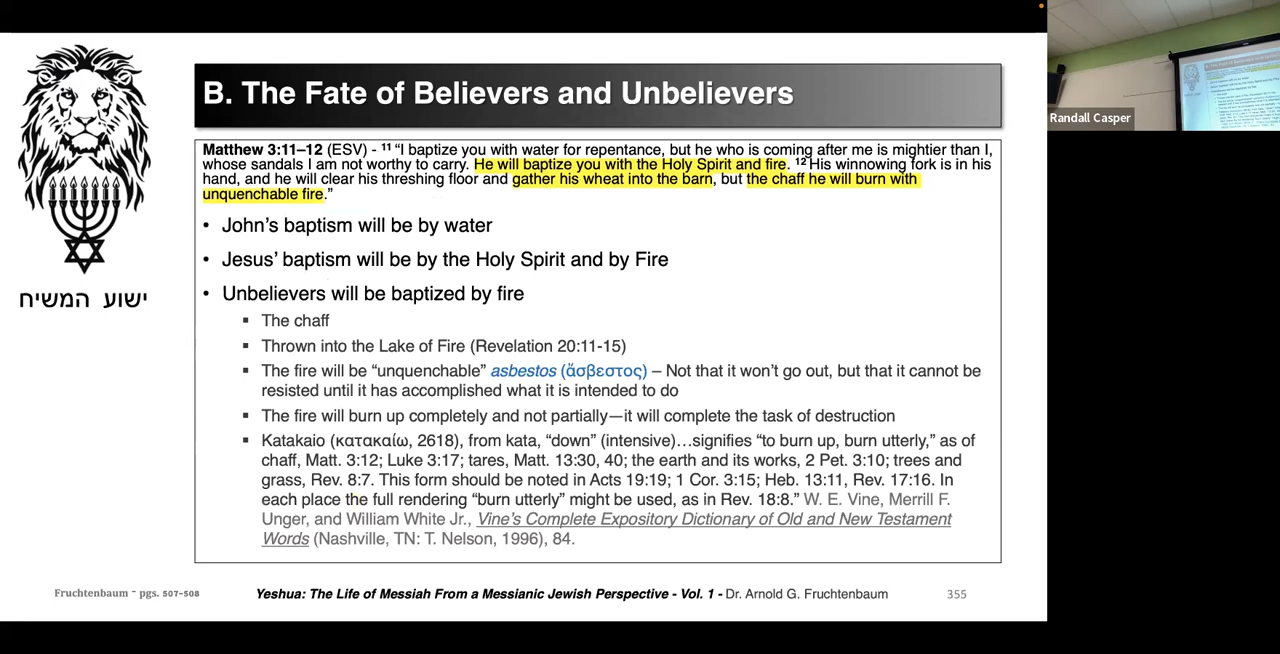 B. The Fate of Believers and Unbelievers
Matthew 3:11–12 (ESV) - 11 “I baptize you with water for repentance, but he who is coming after me is mightier than I,
whose sandals I am not worthy to carry. He will baptize you with the Holy Spirit and fire. 12 His winnowing fork is in his
hand, and he will clear his threshing floor and gather his wheat into the barn, but the chaff he will burn with
unquenchable fire.”
• John’s baptism will be by water
• Jesus’ baptism will be by the Holy Spirit and by Fire
• Unbelievers will be baptized by fire
▪ The chaff
▪ Thrown into the Lake of Fire (Revelation 20:11-15)
▪ The fire will be “unquenchable” asbestos (ἄσβεστος) – Not that it won’t go out, but that it cannot be
resisted until it has accomplished what it is intended to do
▪ The fire will burn up completely and not partially—it will complete the task of destruction
▪ Katakaio (κατακαίω, 2618), from kata, “down” (intensive)…signifies “to burn up, burn utterly,” as of
chaff, Matt. 3:12; Luke 3:17; tares, Matt. 13:30, 40; the earth and its works, 2 Pet. 3:10; trees and
grass, Rev. 8:7. This form should be noted in Acts 19:19; 1 Cor. 3:15; Heb. 13:11, Rev. 17:16. In
each place the full rendering “burn utterly” might be used, as in Rev. 18:8.” W. E. Vine, Merrill F.
Unger, and William White Jr., Vine’s Complete Expository Dictionary of Old and New Testament
Words (Nashville, TN: T. Nelson, 1996), 84.
ישוע המשיח
Fruchtenbaum - pgs. 507-508
Yeshua: The Life of Messiah From a Messianic Jewish Perspective - Vol. 1 - Dr. Arnold G. Fruchtenbaum
355
Randall Casper